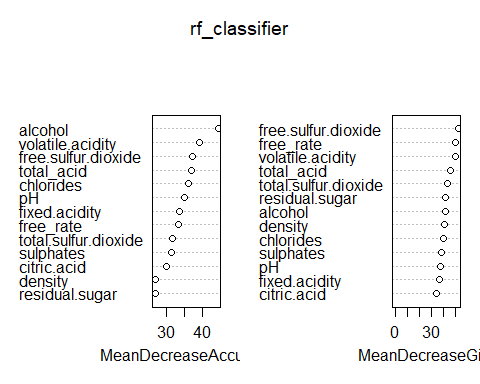 rf_classifier
alcohol
volatile.acidity
free.sulfur.dioxide
total_acid
chlorides
pH
fixed.acidity
free_rate
total.sulfur.dioxide
sulphates
citric.acid
density
residual.sugar
30 40
MeanDecreaseAccu
free.sulfur.dioxide
free_rate
volatile.acidity
total_acid
total.sulfur.dioxide
residual.sugar
alcohol
density
chlorides
sulphates
pH
fixed.acidity
citric.acid
0 30
MeanDecreaseGi